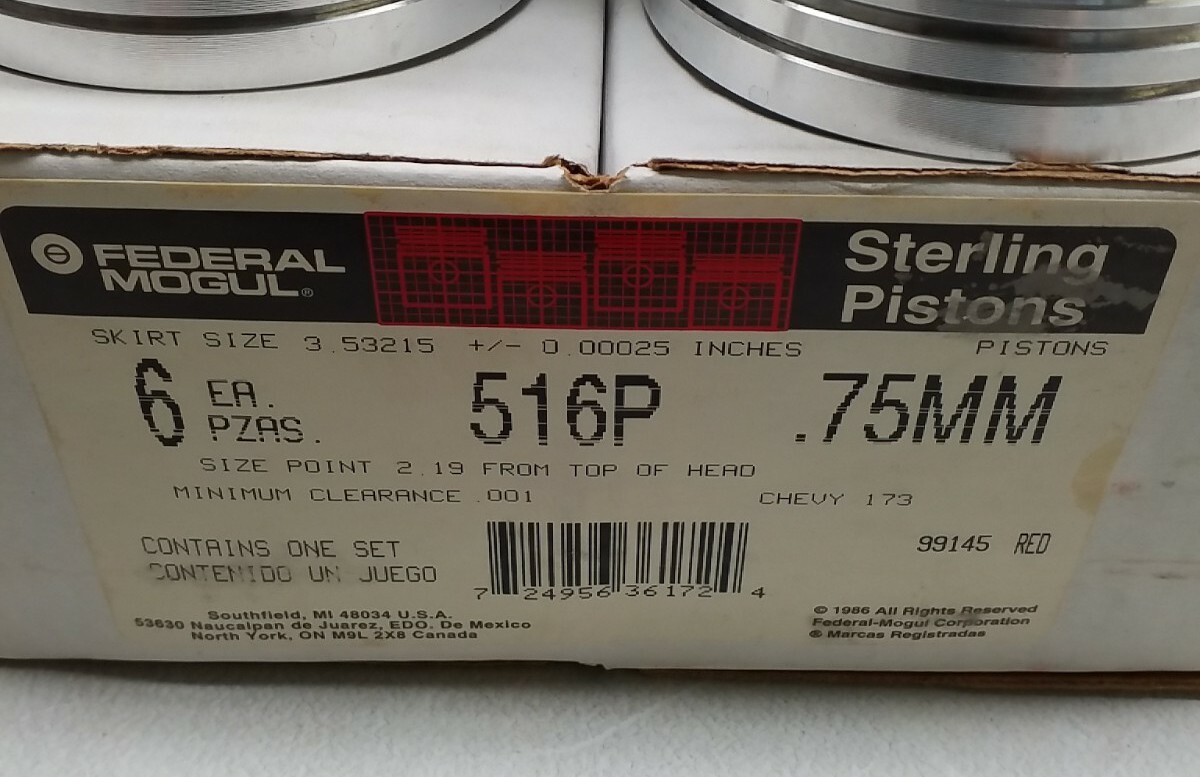 FEDERAL
MOGUL®
Sterling
Pistons
SKIRT SIZE 3.53215 +/- 0.00025 INCHES PISTONS
6 EA.
PZAS.
516P .75MM
SIZE POINT 2.19 FROM TOP OF HEAD
MINIMUM CLEARANCE .001 CHEVY 173
CONTAINS ONE SET
CONTENIDO UN JUEGO
99145 RED
7 24956 36172 4
Southfield, MI 48034 U.S.A.
53630 Naucalpan de Juarez, EDO. De Mexico
North York, ON M9L 2X8 Canada
© 1986 All Rights Reserved
Federal-Mogul Corporation
® Marcas Registradas